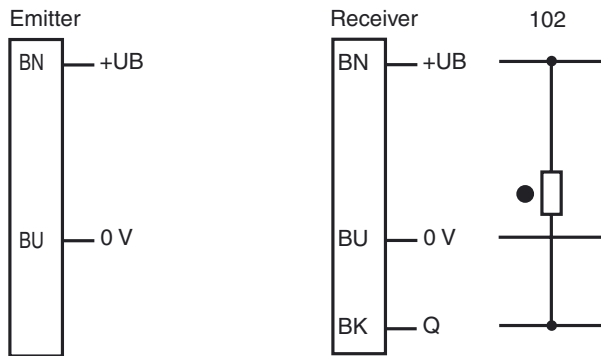 Emitter
BN +UB
BU 0 V
Receiver
BN +UB
BU 0 V
BK Q
102